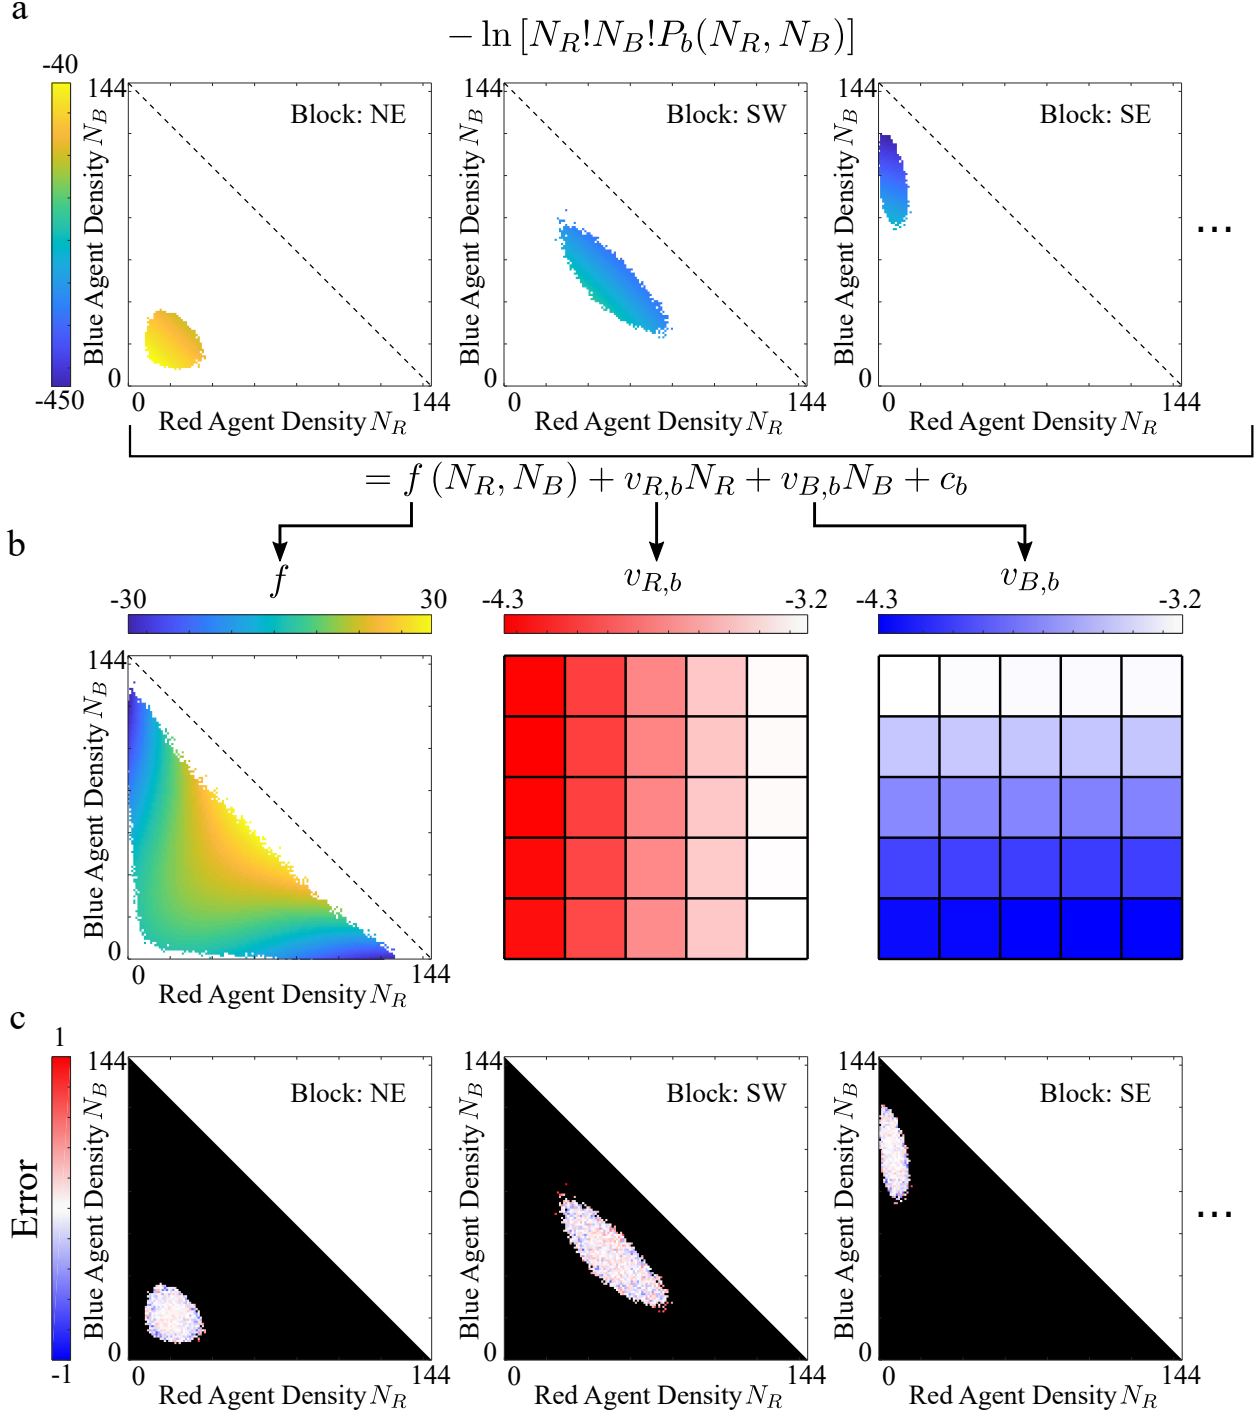 a
− ln [N_R!N_B!P_b(N_R, N_B)]
-40
-450
144
Blue Agent Density N_B
0
Block: NE
0
144
Red Agent Density N_R
144
Blue Agent Density N_B
0
Block: SW
0
144
Red Agent Density N_R
144
Blue Agent Density N_B
0
Block: SE
0
144
Red Agent Density N_R
...
= f (N_R, N_B) + v_{R,b}N_R + v_{B,b}N_B + c_b
b
f
-30
30
144
Blue Agent Density N_B
0
0
144
Red Agent Density N_R
v_{R,b}
-4.3
-3.2
v_{B,b}
-4.3
-3.2
c
Error
1
-1
144
Blue Agent Density N_B
0
Block: NE
0
144
Red Agent Density N_R
144
Blue Agent Density N_B
0
Block: SW
0
144
Red Agent Density N_R
144
Blue Agent Density N_B
0
Block: SE
0
144
Red Agent Density N_R
...